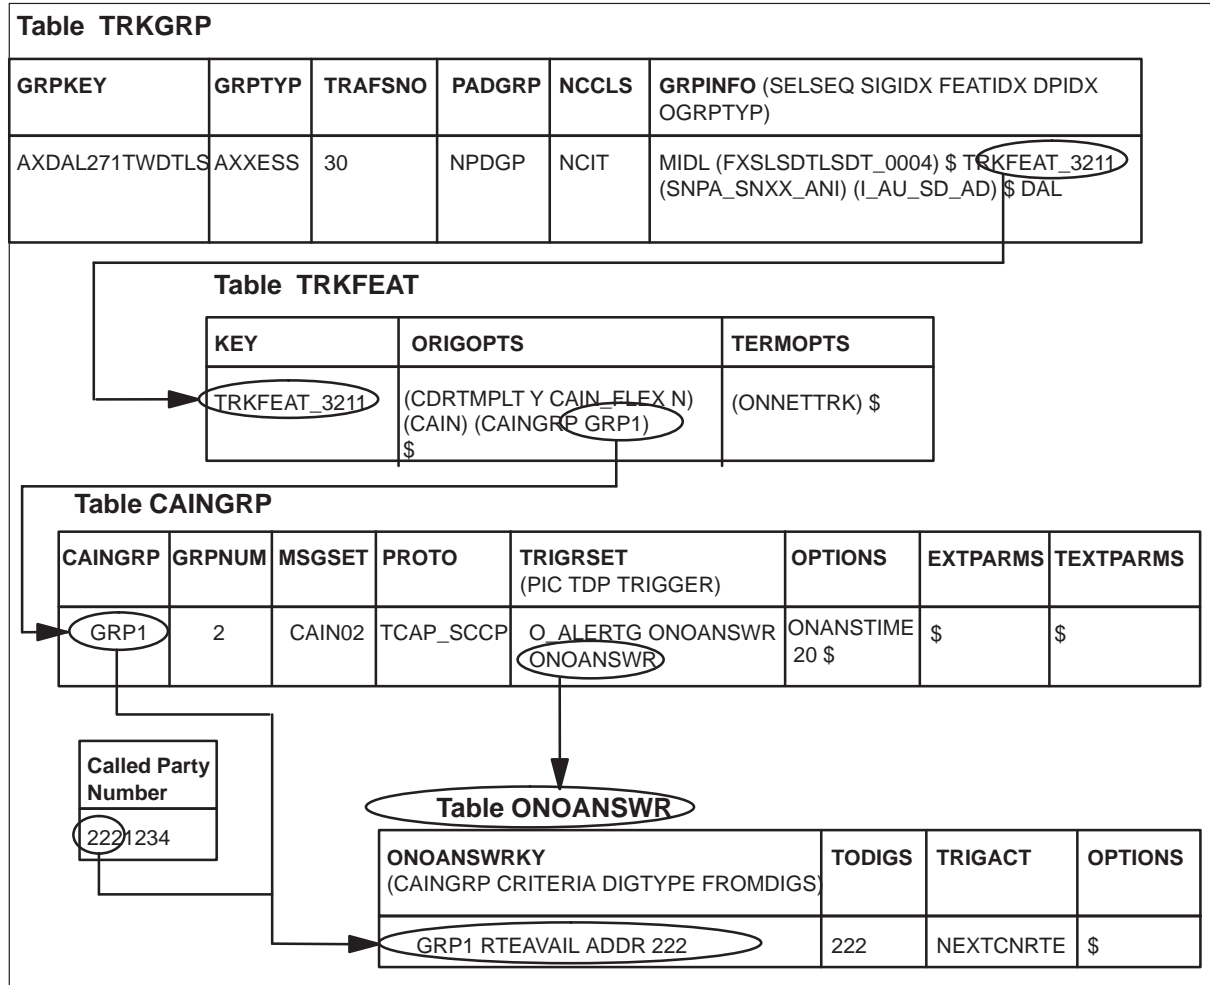 Table TRKGRP
GRPKEY GRPTYP TRAFSNO PADGRP NCCLS GRPINFO (SELSEQ SIGIDX FEATIDX DPIDX
OGRPTYP)
AXDAL271TWDTLS AXXESS 30 NPDGP NCIT MIDL (FXSLSDTLSDT_0004) $ TRKFEAT_3211
(SNPA_SNXX_ANI) (I_AU_SD_AD) $ DAL
Table TRKFEAT
KEY ORIGOPTS TERMOPTS
TRKFEAT_3211 (CDRTMPLT Y CAIN_FLEX N) (ONNETTRK) $
(CAIN) (CAINGRP GRP1)
$
Table CAINGRP
CAINGRP GRPNUM MSGSET PROTO TRIGRSET OPTIONS EXTPARMS TEXTPARMS
(PIC TDP TRIGGER)
GRP1 2 CAIN02 TCAP_SCCP O_ALERTG ONOANSWR ONANSTIME $ $
ONOANSWR 20 $
Called Party
Number
2221234
Table ONOANSWR
ONOANSWRKY TODIGS TRIGACT OPTIONS
(CAINGRP CRITERIA DIGTYPE FROMDIGS)
GRP1 RTEAVAIL ADDR 222 222 NEXTCNRTE $